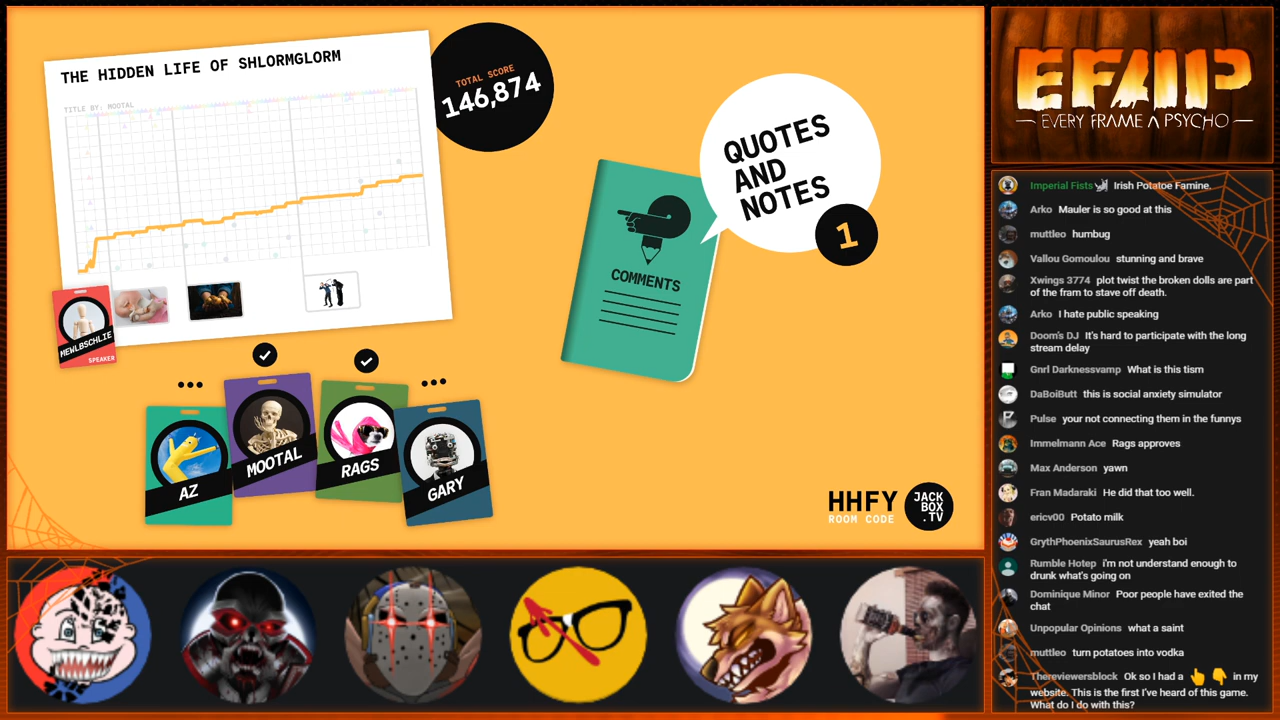 THE HIDDEN LIFE OF SHLORMGLORM
TITLE BY: MOOTAL
TOTAL SCORE
146,874
QUOTES
AND
NOTES
1
COMMENTS
MEWLBSCHLIE
SPEAKER
AZ
MOOTAL
RAGS
GARY
HHFY
ROOM CODE
JACK
BOX
.TV
EFAP
EVERY FRAME A PSYCHO
Imperial Fists Irish Potatoe Famine.
Arko Mauler is so good at this
muttleo humbug
Vallou Gomoulou stunning and brave
Xwings 3774 plot twist the broken dolls are part
of the fram to stave off death.
Arko I hate public speaking
Doom's DJ It's hard to participate with the long
stream delay
Gnrl Darknessvamp What is this tism
DaBoiButt this is social anxiety simulator
Pulse your not connecting them in the funnys
Immelmann Ace Rags approves
Max Anderson yawn
Fran Madaraki He did that too well.
ericv00 Potato milk
GrythPhoenixSaurusRex yeah boi
Rumble Hotep i'm not understand enough to
drunk what's going on
Dominique Minor Poor people have exited the
chat
Unpopular Opinions what a saint
muttleo turn potatoes into vodka
Thereviewersblock Ok so I had a 👆 👎 in my
website. This is the first I've heard of this game.
What do I do with this?